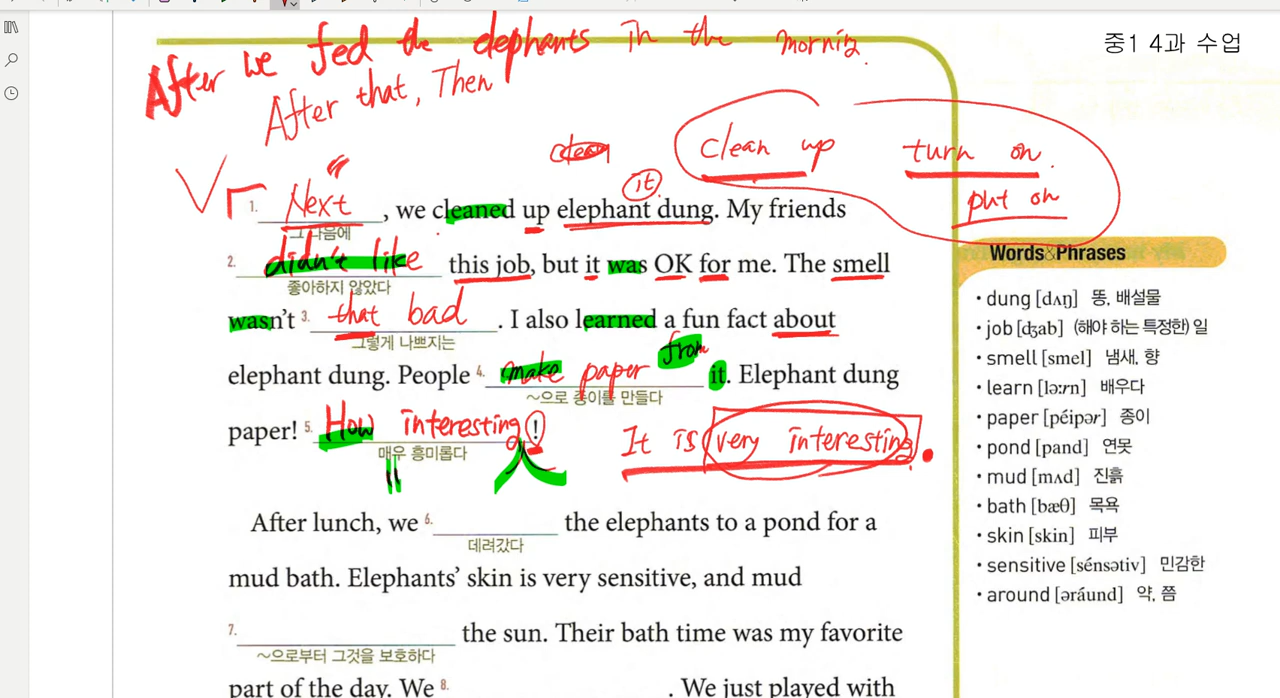 After we fed the elephants in the morning.
중1 4과 수업
After that, Then
clean up turn on.
put on
it
1. Next, we cleaned up elephant dung. My friends
그 다음에
2. didn't like this job, but it was OK for me. The smell
좋아하지 않았다
wasn't 3. that bad. I also learned a fun fact about
그렇게 나쁘지는
from
elephant dung. People 4. make paper it. Elephant dung
~으로 종이를 만들다
paper! 5. How interesting! It is very interesting.
매우 흥미롭다
After lunch, we 6. the elephants to a pond for a
데려갔다
mud bath. Elephants' skin is very sensitive, and mud
7. the sun. Their bath time was my favorite
~으로부터 그것을 보호하다
part of the day. We 8. . We just played with
Words&Phrases
• dung [dʌŋ] 똥, 배설물
• job [ʤab] (해야 하는 특정한) 일
• smell [smel] 냄새, 향
• learn [ləːrn] 배우다
• paper [péipər] 종이
• pond [pand] 연못
• mud [mʌd] 진흙
• bath [bæθ] 목욕
• skin [skin] 피부
• sensitive [sénsətiv] 민감한
• around [əráund] 약, 쯤